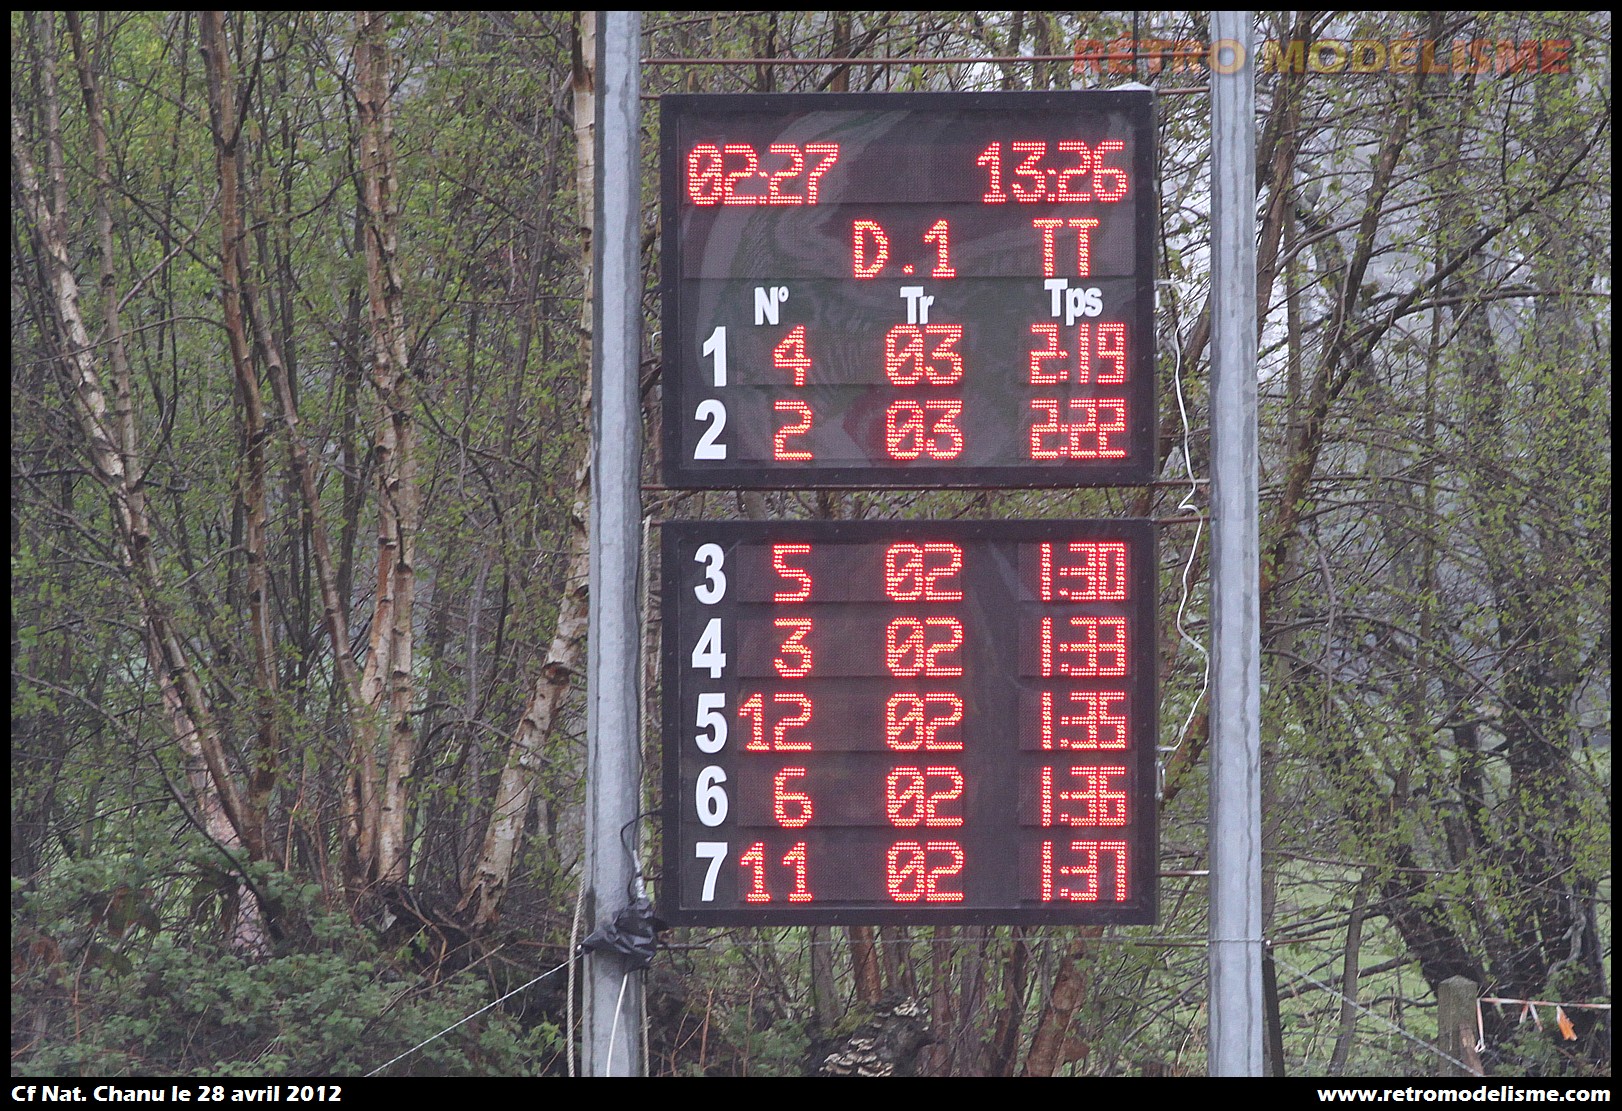 RÉTRO MODÉLISME
02:27 13:26
D.1 TT
N° Tr Tps
1 4 03 2:19
2 2 03 2:22
3 5 02 1:30
4 3 02 1:33
5 12 02 1:35
6 6 02 1:36
7 11 02 1:37
Cf Nat. Chanu le 28 avril 2012 www.retromodelisme.com